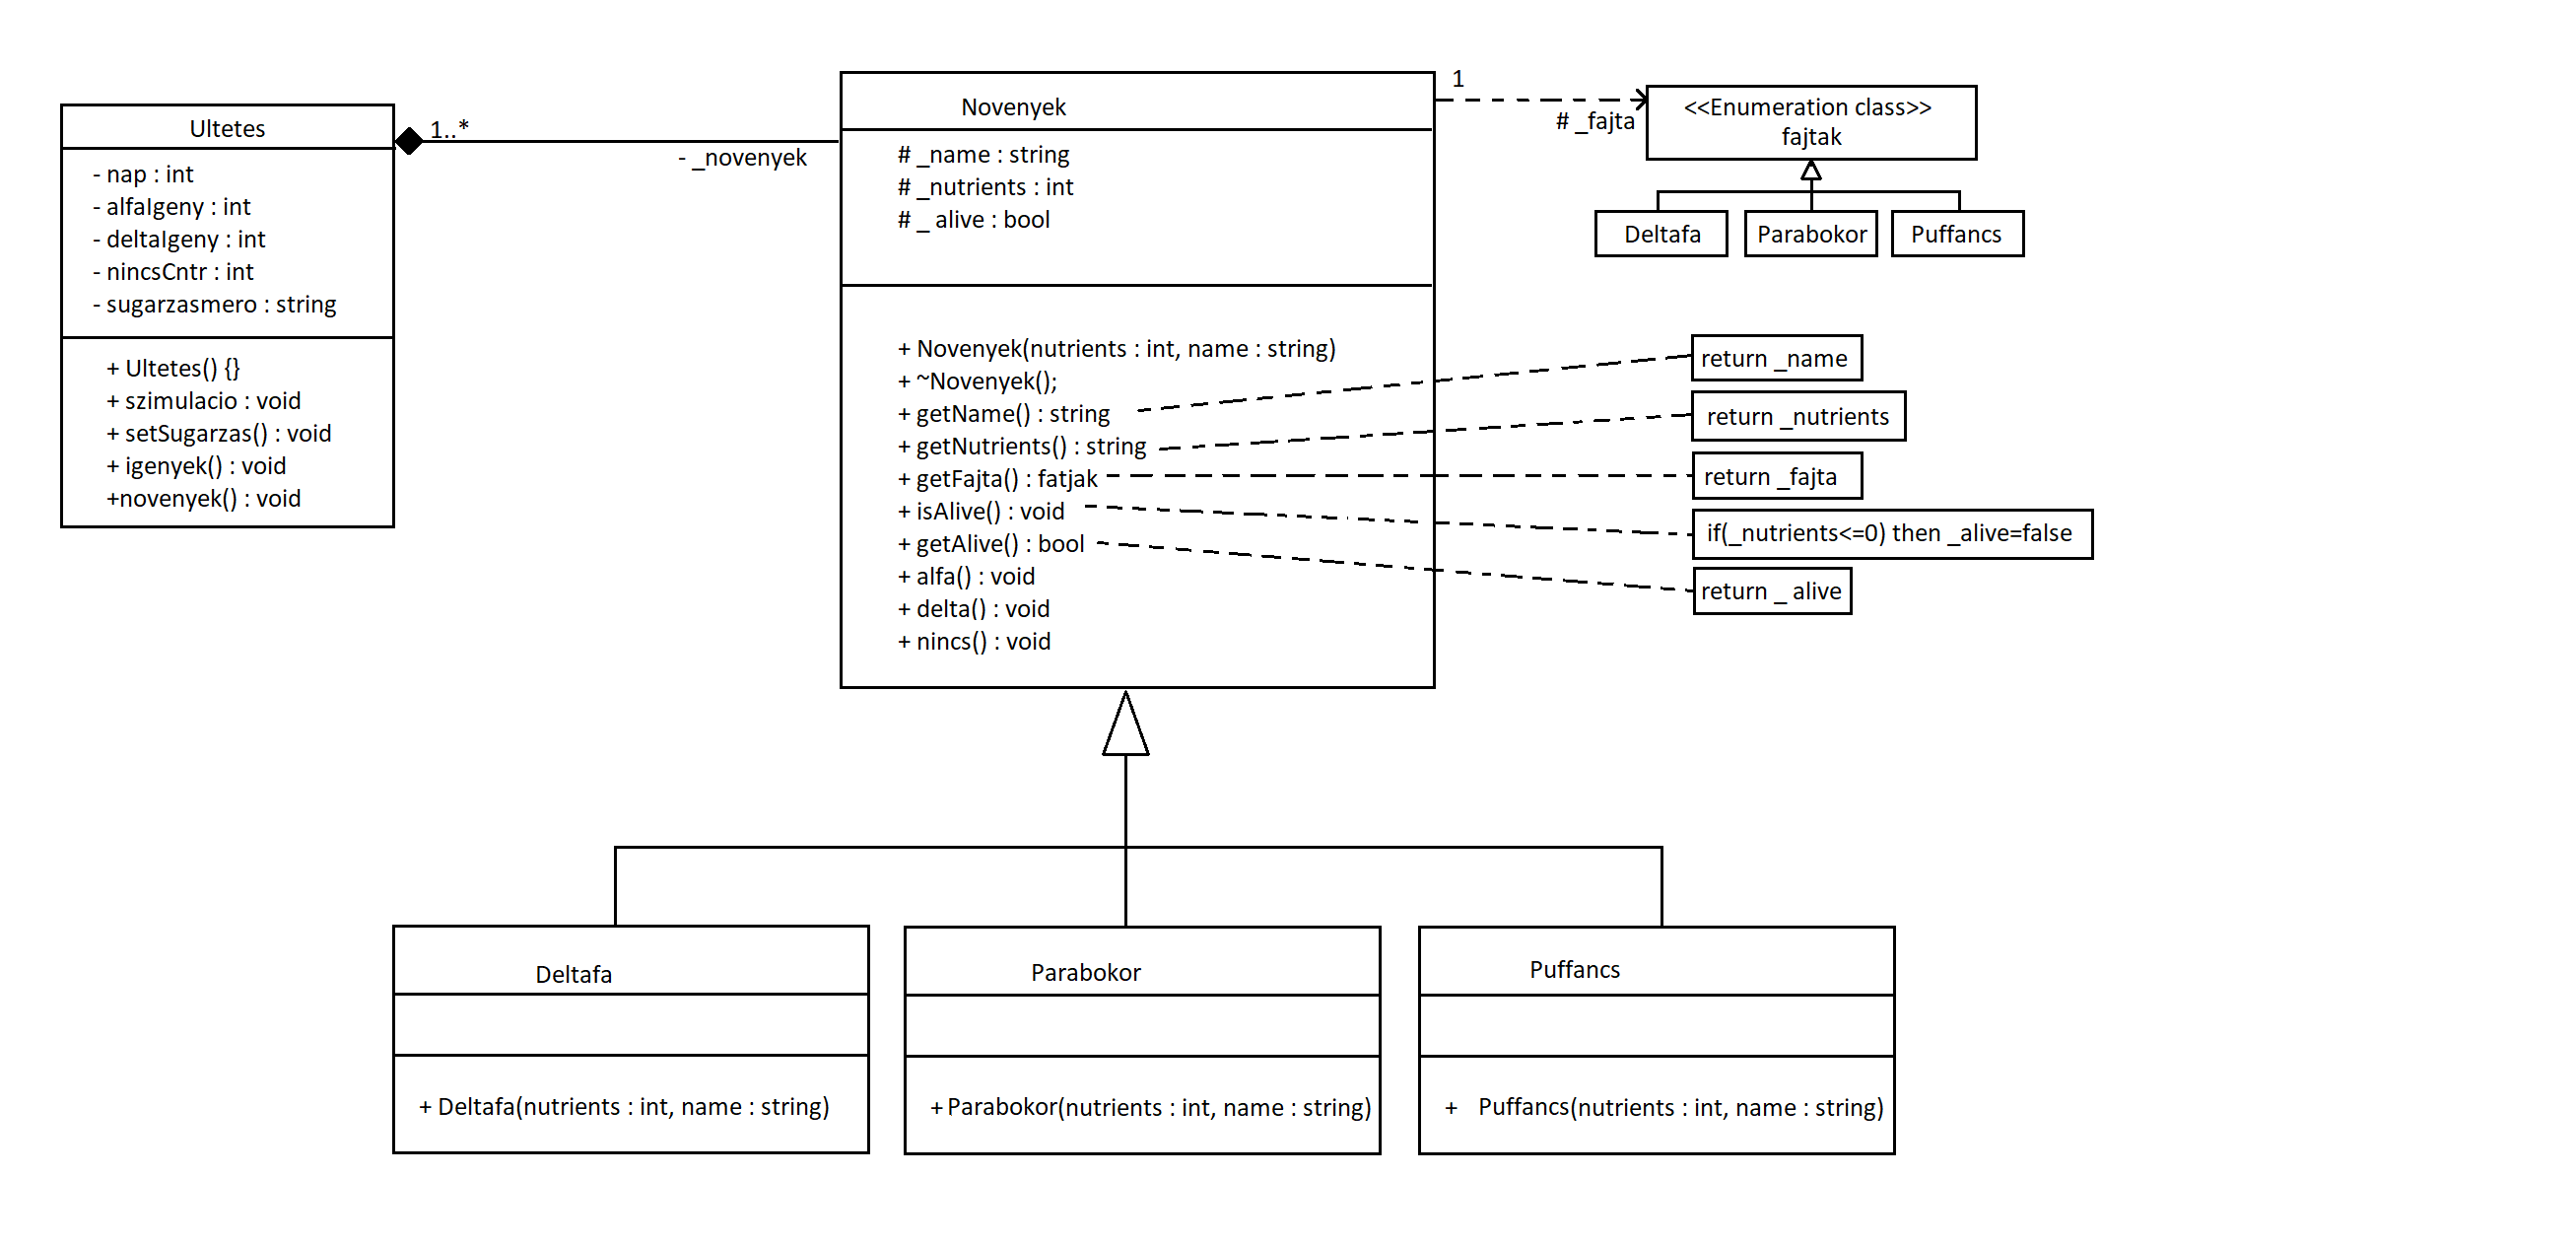 Ultetes
- nap : int
- alfaIgeny : int
- deltaIgeny : int
- nincsCntr : int
- sugarzasmero : string
+ Ultetes() {}
+ szimulacio : void
+ setSugarzas() : void
+ igenyek() : void
+novenyek() : void
1..*
- _novenyek
Novenyek
# _name : string
# _nutrients : int
# _ alive : bool
+ Novenyek(nutrients : int, name : string)
+ ~Novenyek();
+ getName() : string
+ getNutrients() : string
+ getFajta() : fatjak
+ isAlive() : void
+ getAlive() : bool
+ alfa() : void
+ delta() : void
+ nincs() : void
1
# _fajta
<<Enumeration class>>
fajtak
Deltafa
Parabokor
Puffancs
return _name
return _nutrients
return _fajta
if(_nutrients<=0) then _alive=false
return _ alive
Deltafa
+ Deltafa(nutrients : int, name : string)
Parabokor
+ Parabokor(nutrients : int, name : string)
Puffancs
+ Puffancs(nutrients : int, name : string)